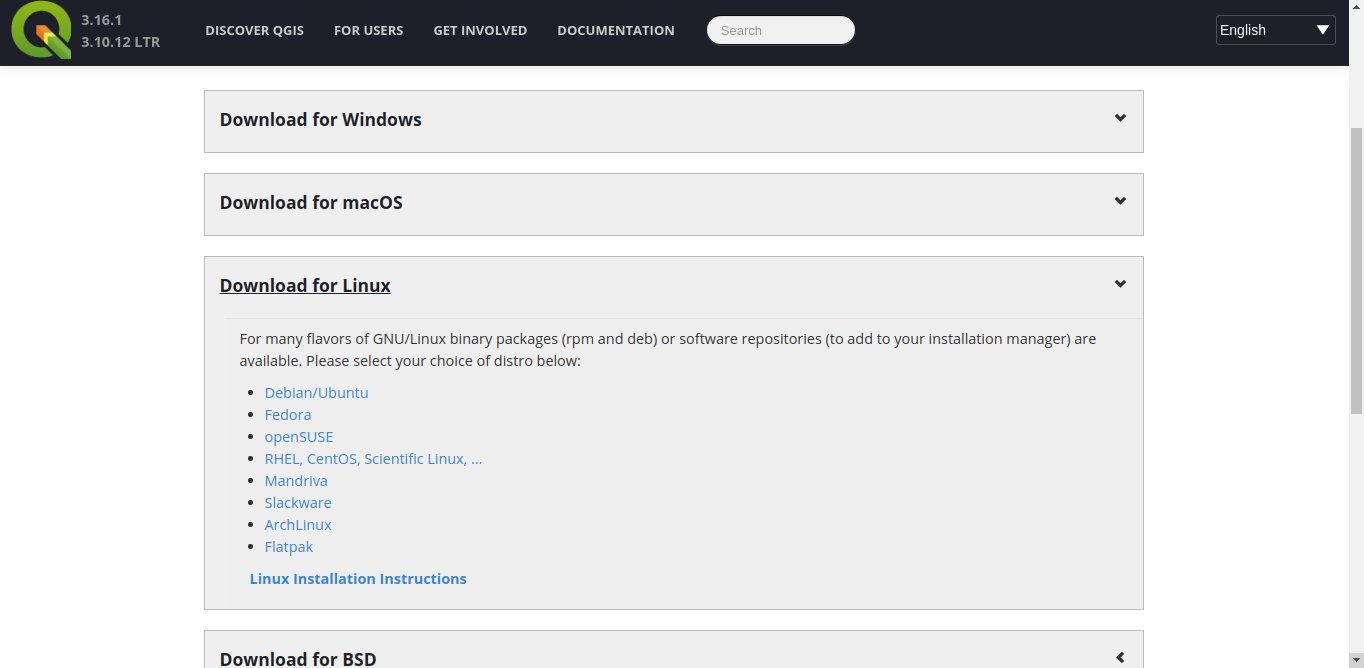 3.16.1
3.10.12 LTR
DISCOVER QGIS FOR USERS GET INVOLVED DOCUMENTATION Search English
Download for Windows
Download for macOS
Download for Linux
For many flavors of GNU/Linux binary packages (rpm and deb) or software repositories (to add to your installation manager) are
available. Please select your choice of distro below:
Debian/Ubuntu
Fedora
openSUSE
RHEL, CentOS, Scientific Linux, ...
Mandriva
Slackware
ArchLinux
Flatpak
Linux Installation Instructions
Download for BSD